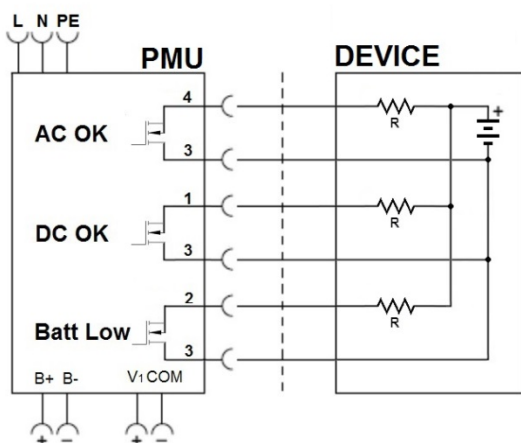 L N PE
PMU
DEVICE
4
+
R
AC OK
3
1
DC OK
R
3
2
Batt Low
R
3
B+ B- V1 COM
+ − + −